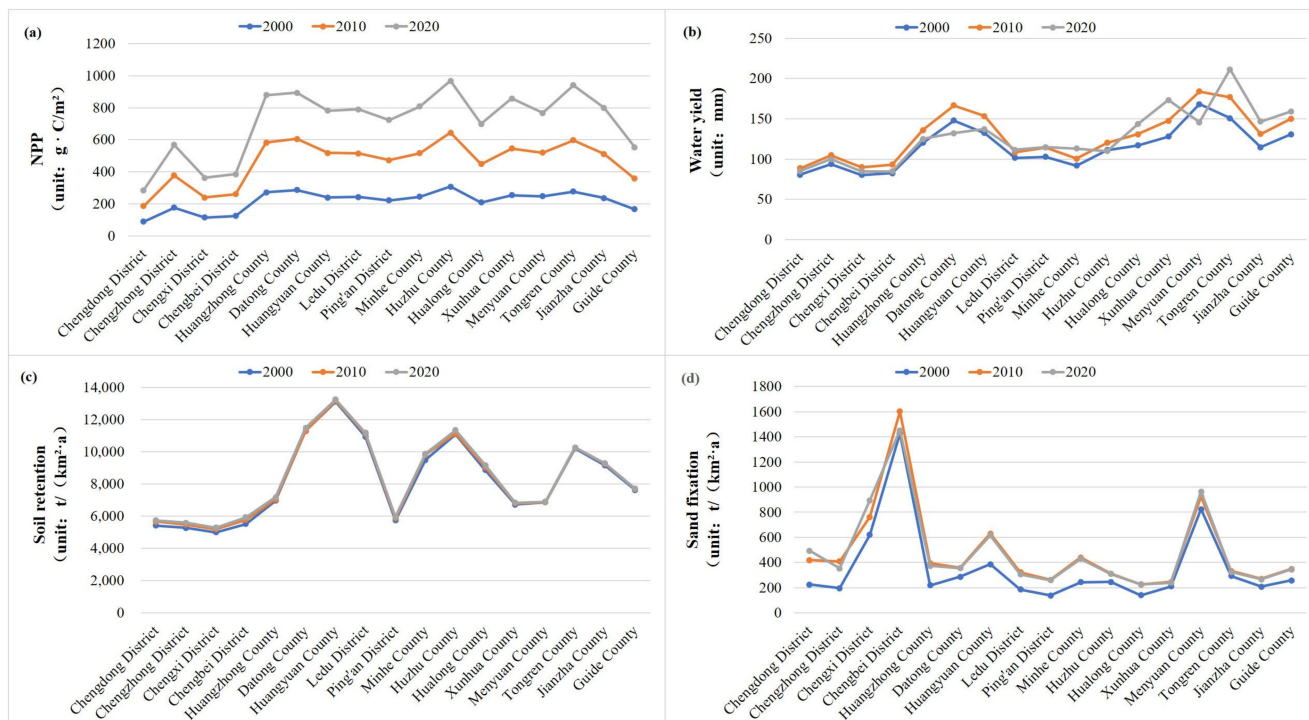 (a)
2000 2010 2020
NPP
（unit: g·C/m²）
1200
1000
800
600
400
200
0
Chengdong District
Chengzhong District
Chengxi District
Chengbei District
Huangzhong County
Datong County
Huangyuan County
Ledu District
Ping'an District
Minhe County
Huzhu County
Hualong County
Xunhua County
Menyuan County
Tongren County
Jianzha County
Guide County
(b)
2000 2010 2020
Water yield
（unit: mm）
250
200
150
100
50
0
Chengdong District
Chengzhong District
Chengxi District
Chengbei District
Huangzhong County
Datong County
Huangyuan County
Ledu District
Ping'an District
Minhe County
Huzhu County
Hualong County
Xunhua County
Menyuan County
Tongren County
Jianzha County
Guide County
(c)
2000 2010 2020
Soil retention
（unit: t/（km²·a）
14,000
12,000
10,000
8,000
6,000
4,000
2,000
0
Chengdong District
Chengzhong District
Chengxi District
Chengbei District
Huangzhong County
Datong County
Huangyuan County
Ledu District
Ping'an District
Minhe County
Huzhu County
Hualong County
Xunhua County
Menyuan County
Tongren County
Jianzha County
Guide County
(d)
2000 2010 2020
Sand fixation
（unit: t/（km²·a）
1800
1600
1400
1200
1000
800
600
400
200
0
Chengdong District
Chengzhong District
Chengxi District
Chengbei District
Huangzhong County
Datong County
Huangyuan County
Ledu District
Ping'an District
Minhe County
Huzhu County
Hualong County
Xunhua County
Menyuan County
Tongren County
Jianzha County
Guide County